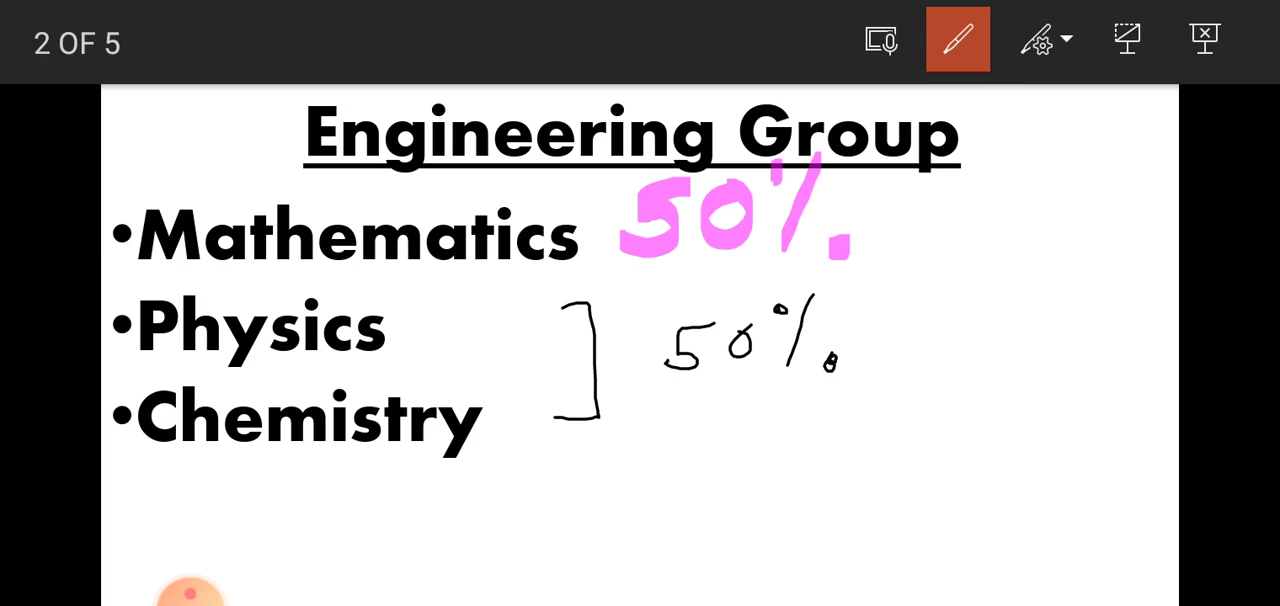 2 OF 5
Engineering Group
•Mathematics 50%
•Physics
50%
•Chemistry